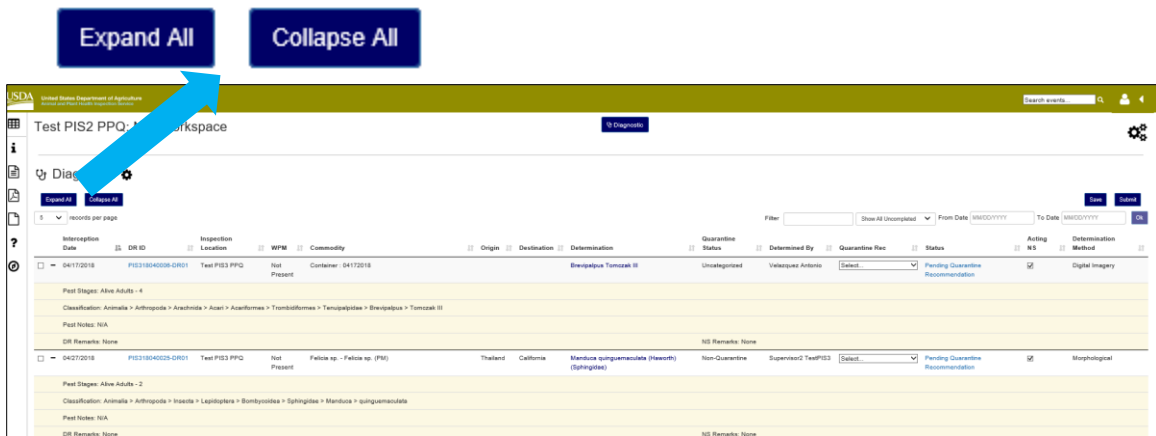 Expand All Collapse All
USDA United States Department of Agriculture
Animal and Plant Health Inspection Service
Search events...
Test PIS2 PPQ: rkspace Diagnostic
Diag
Expand All Collapse All Save Submit
5 records per page Filter Show All Uncompleted From Date MM/DD/YYYY To Date MM/DD/YYYY Ok
Interception Date DR ID Inspection Location WPM Commodity Origin Destination Determination Quarantine Status Determined By Quarantine Rec Status Acting NS Determination Method
04/17/2018 PIS318040006-DR01 Test PIS3 PPQ Not Present Container : 04172018 Brevipalpus Tomczak III Uncategorized Velazquez Antonio Select... Pending Quarantine Recommendation Digital Imagery
Pest Stages: Alive Adults - 4
Classification: Animalia > Arthropoda > Arachnida > Acari > Acariformes > Trombidiformes > Tenuipalpidae > Brevipalpus > Tomczak III
Pest Notes: N/A
DR Remarks: None NS Remarks: None
04/27/2018 PIS318040025-DR01 Test PIS3 PPQ Not Present Felicia sp. - Felicia sp. (PM) Thailand California Manduca quinquemaculata (Haworth) (Sphingidae) Non-Quarantine Supervisor2 TestPIS3 Select... Pending Quarantine Recommendation Morphological
Pest Stages: Alive Adults - 2
Classification: Animalia > Arthropoda > Insecta > Lepidoptera > Bombycoidea > Sphingidae > Manduca > quinquemaculata
Pest Notes: N/A
DR Remarks: None NS Remarks: None